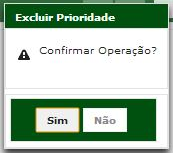 Excluir Prioridade
Confirmar Operação?
Sim Não